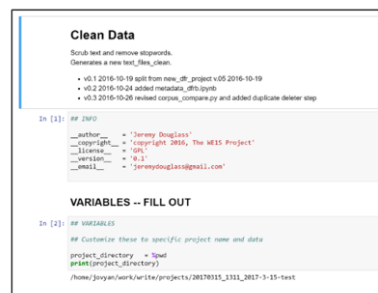 Clean Data
Scrub text and remove stopwords.
Generates a new text_files_clean.
• v0.1 2016-10-19 split from new_dfr_project v.05 2016-10-19
• v0.2 2016-10-24 added metadata_dfrb.ipynb
• v0.3 2016-10-26 revised corpus_compare.py and added duplicate deleter step
In [1]: ## INFO
__author__ = 'Jeremy Douglass'
__copyright__ = 'copyright 2016, The WE1S Project'
__license__ = 'GPL'
__version__ = '0.1'
__email__ = 'jeremydouglass@gmail.com'
VARIABLES -- FILL OUT
In [2]: ## VARIABLES
## Customize these to specific project name and data
project_directory = %pwd
print(project_directory)
/home/jovyan/work/write/projects/20170315_1311_2017-3-15-test